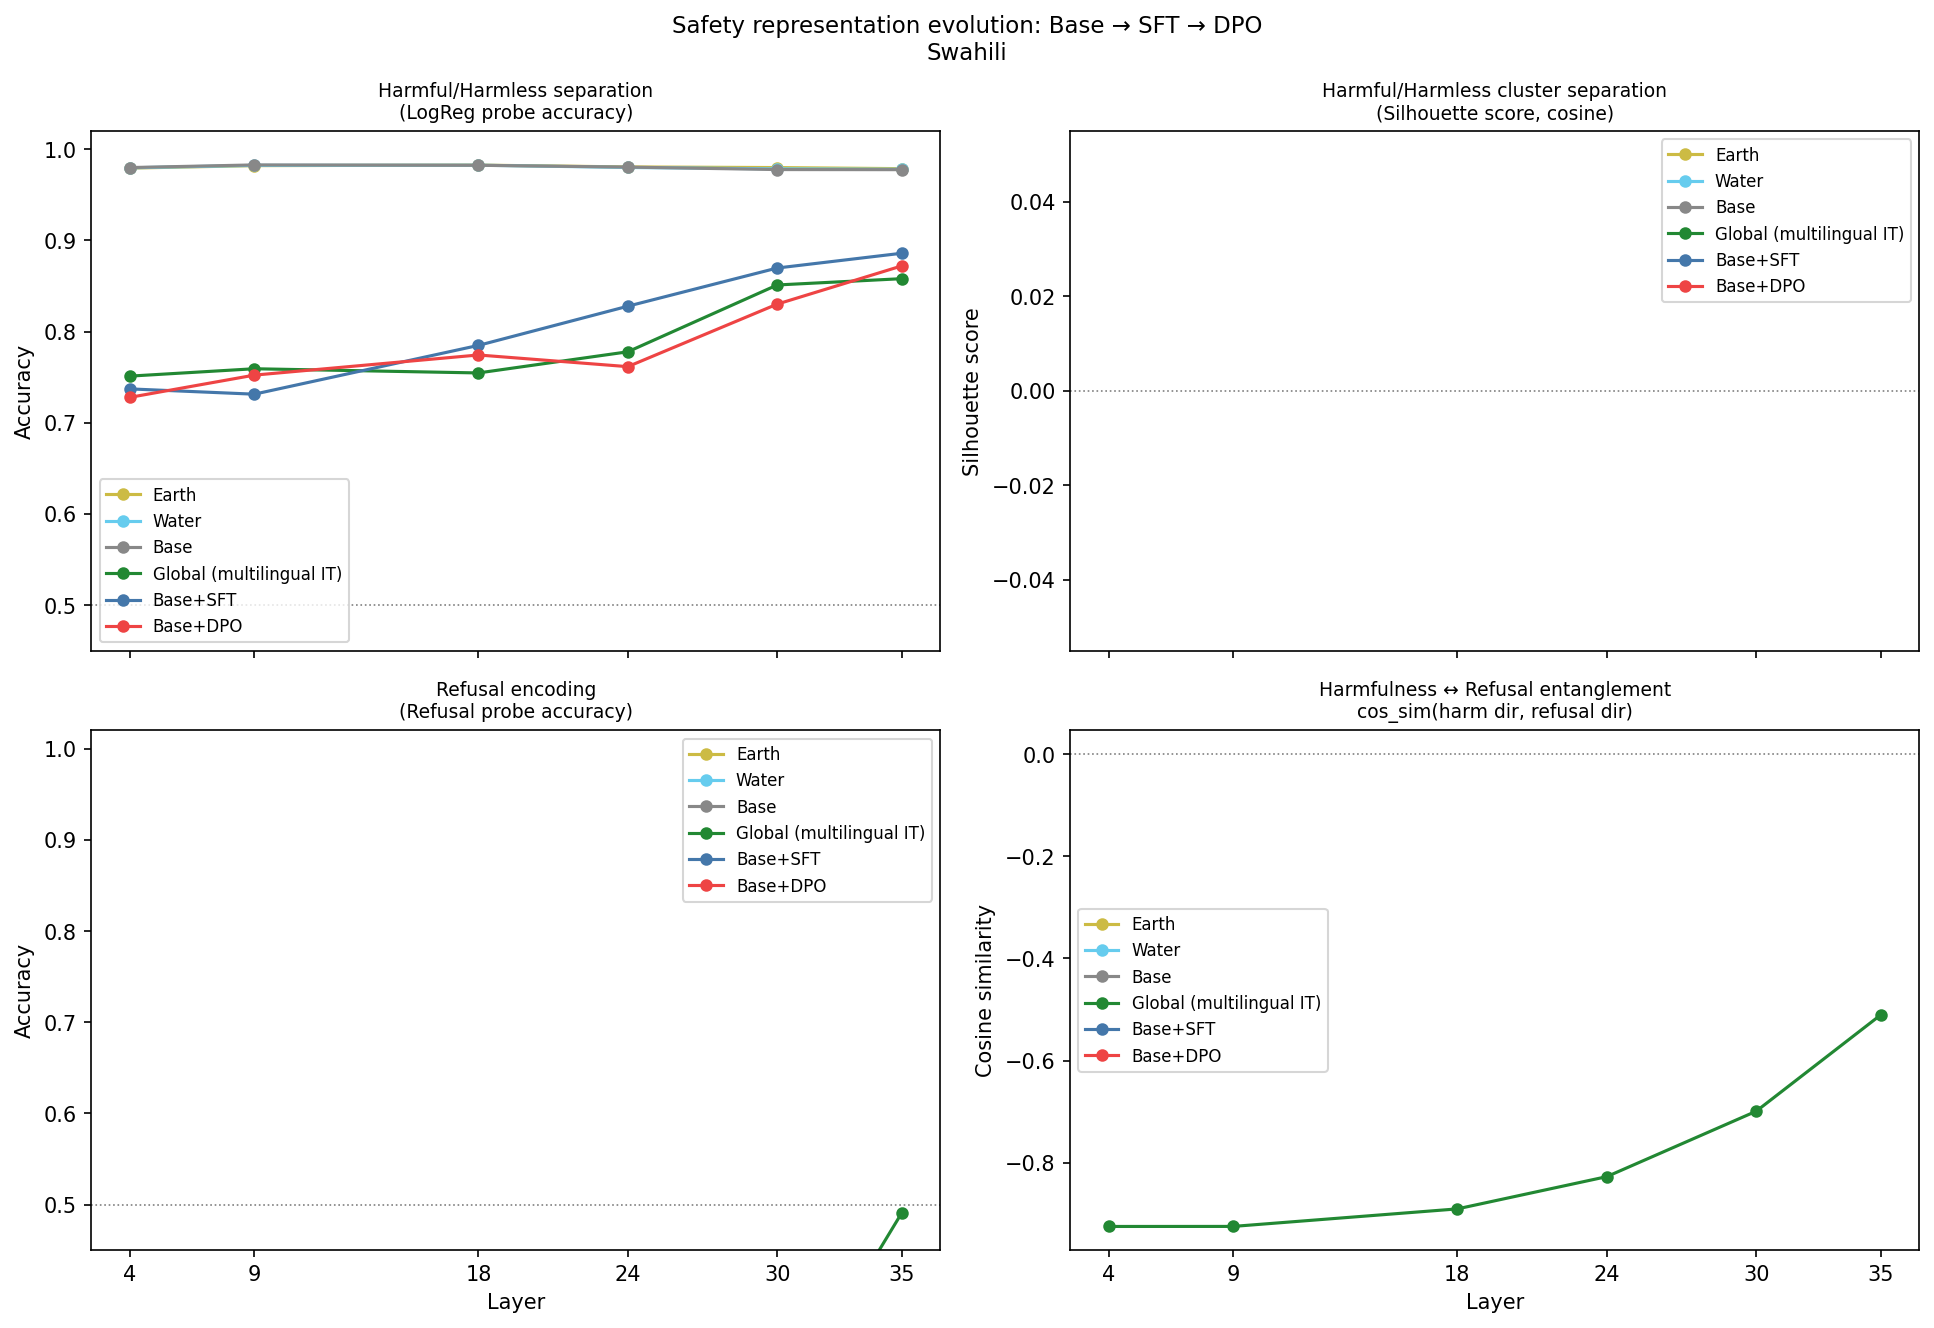 Safety representation evolution: Base → SFT → DPO
Swahili
Harmful/Harmless separation
(LogReg probe accuracy)
Accuracy
1.0
0.9
0.8
0.7
0.6
0.5
Earth
Water
Base
Global (multilingual IT)
Base+SFT
Base+DPO
Harmful/Harmless cluster separation
(Silhouette score, cosine)
Silhouette score
0.04
0.02
0.00
−0.02
−0.04
Earth
Water
Base
Global (multilingual IT)
Base+SFT
Base+DPO
Refusal encoding
(Refusal probe accuracy)
Accuracy
1.0
0.9
0.8
0.7
0.6
0.5
Earth
Water
Base
Global (multilingual IT)
Base+SFT
Base+DPO
4 9 18 24 30 35
Layer
Harmfulness ↔ Refusal entanglement
cos_sim(harm dir, refusal dir)
Cosine similarity
0.0
−0.2
−0.4
−0.6
−0.8
Earth
Water
Base
Global (multilingual IT)
Base+SFT
Base+DPO
4 9 18 24 30 35
Layer